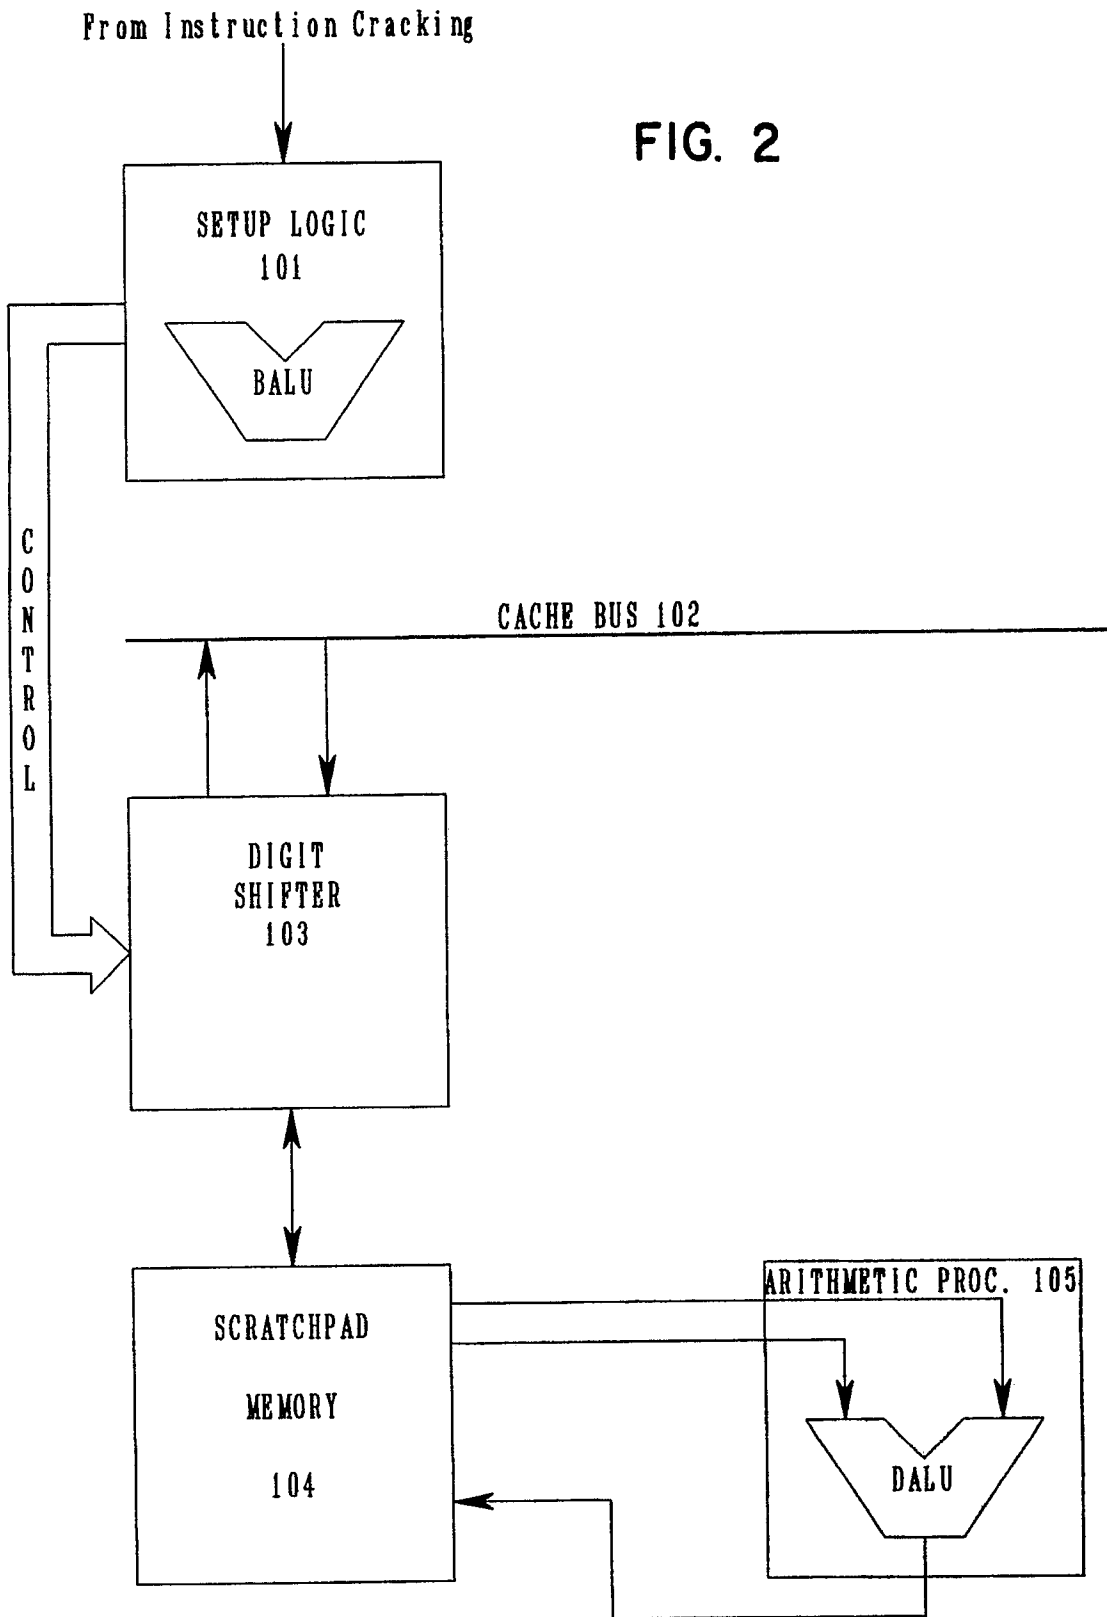 From Instruction Cracking
FIG. 2
SETUP LOGIC
101
BALU
CONTROL
CACHE BUS 102
DIGIT
SHIFTER
103
SCRATCHPAD
MEMORY
104
ARITHMETIC PROC. 105
DALU